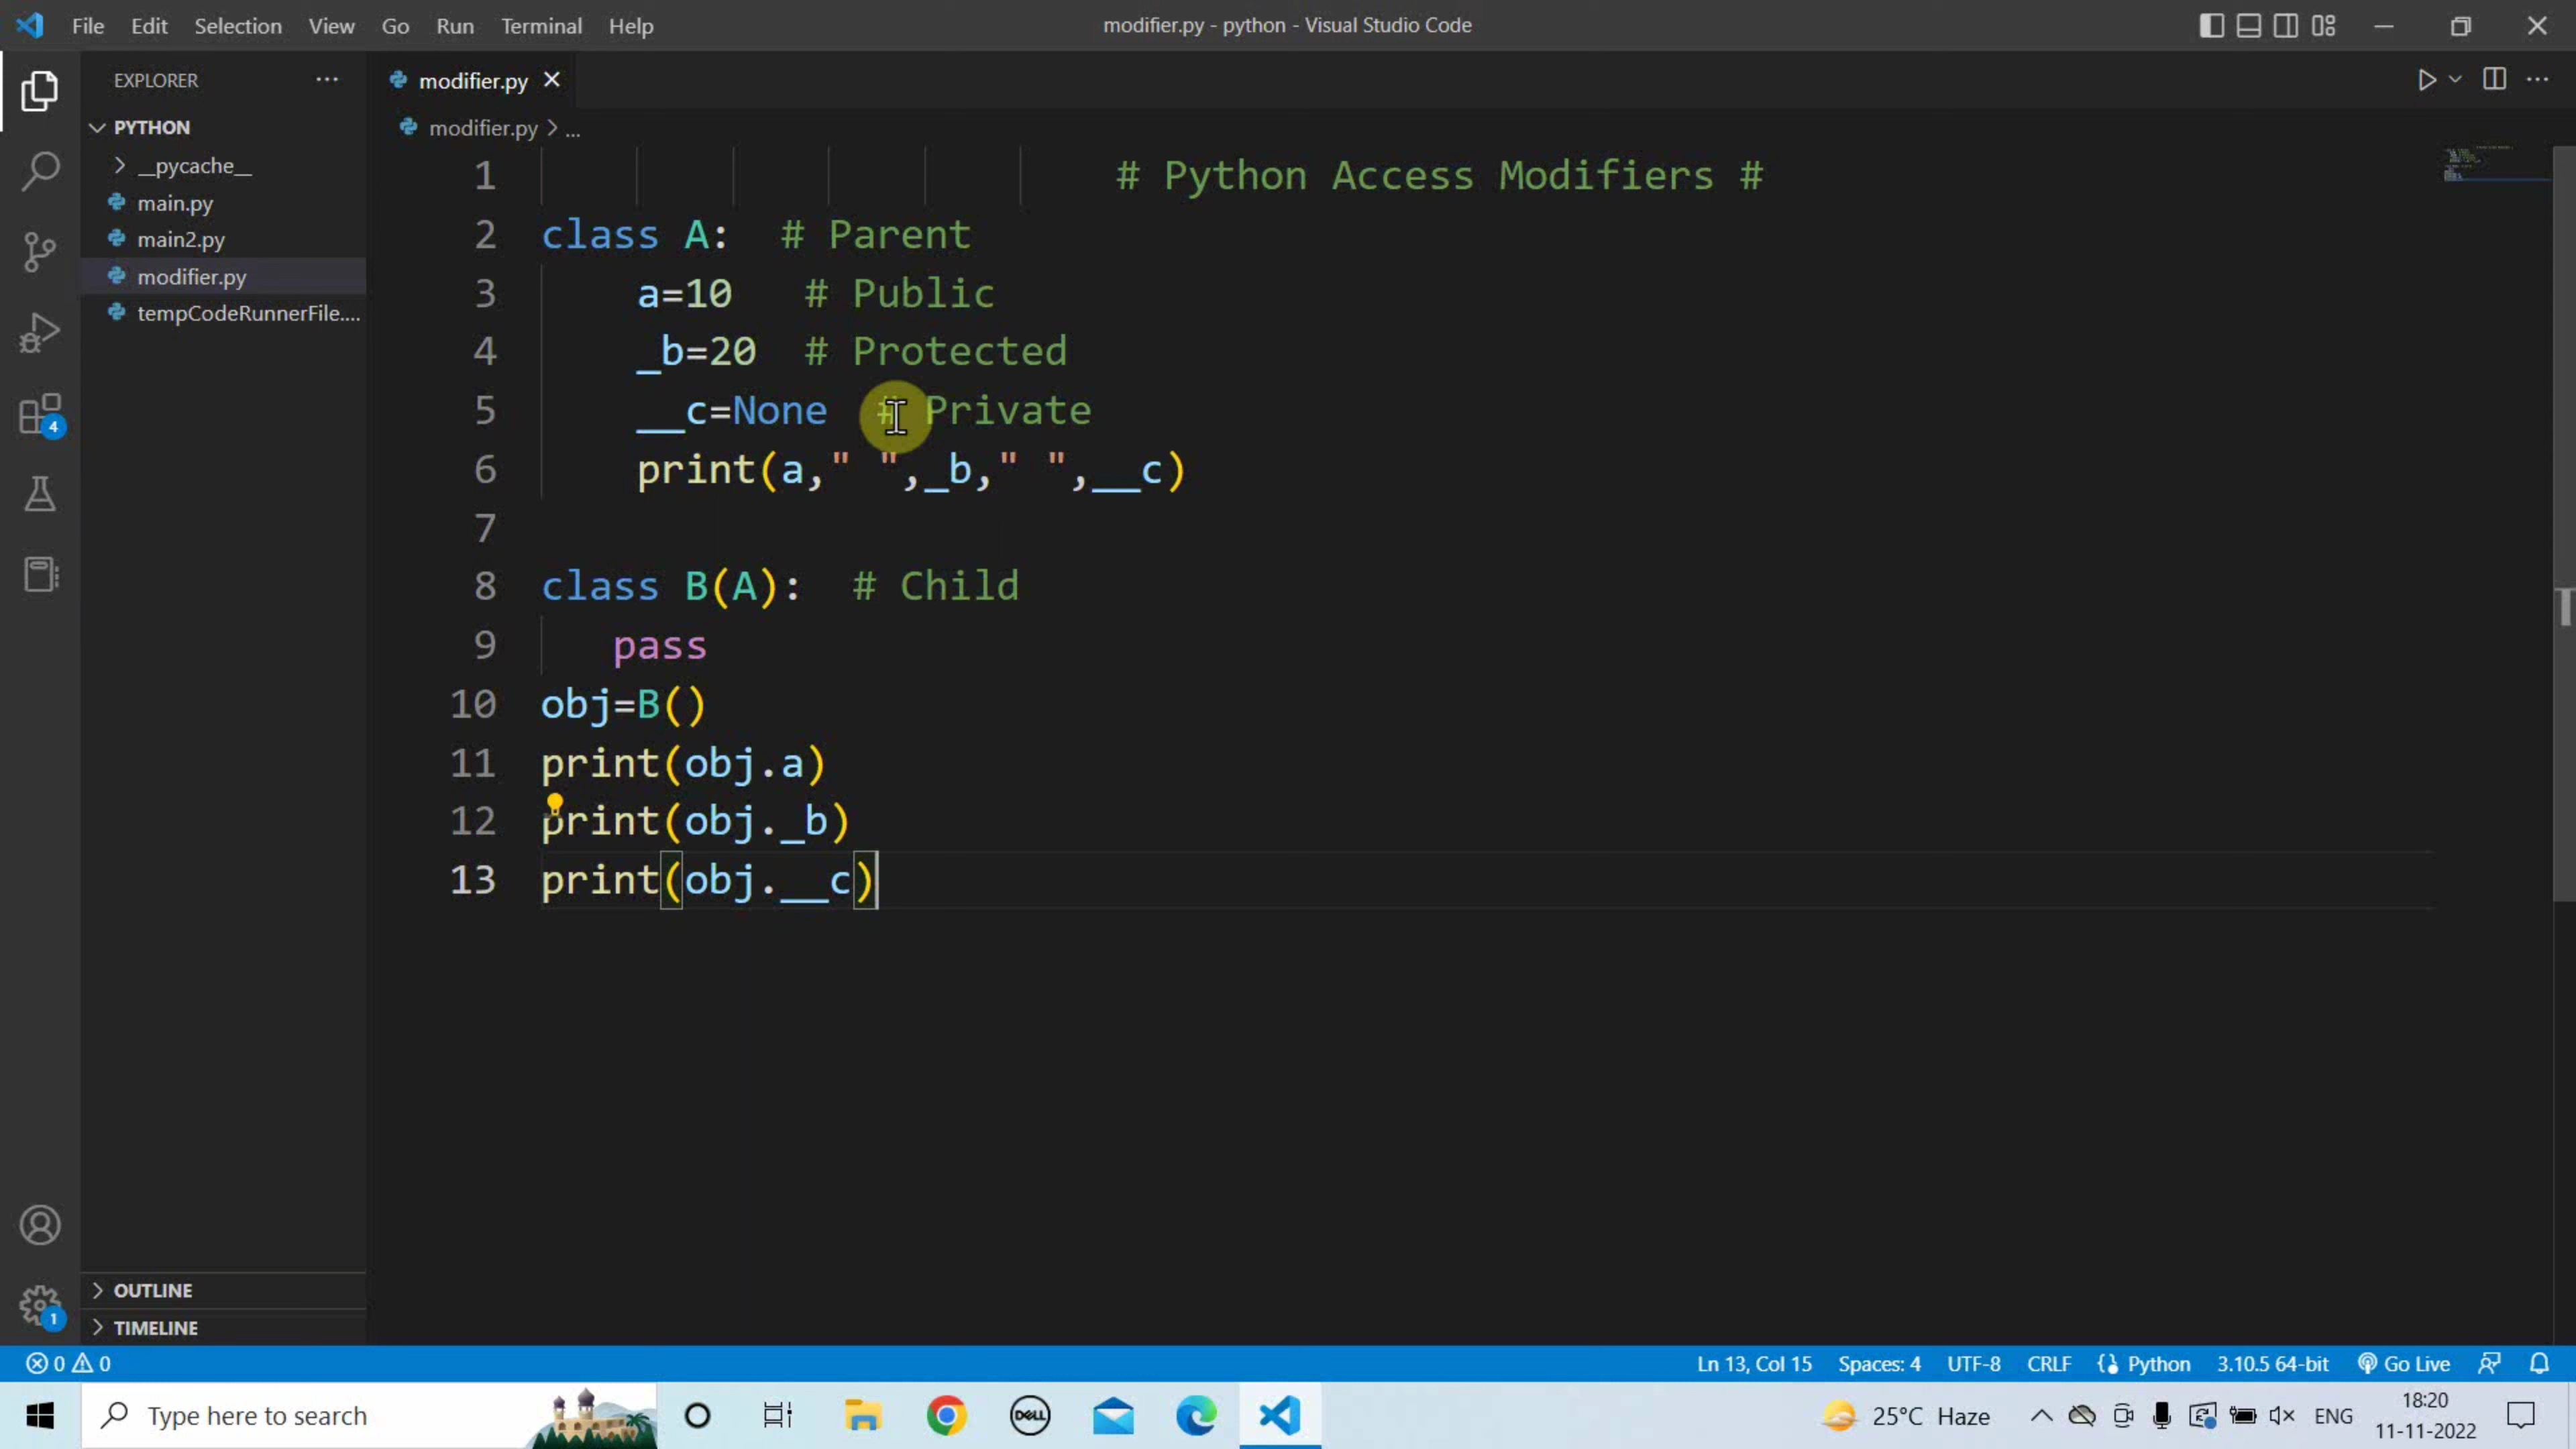 File Edit Selection View Go Run Terminal Help
modifier.py - python - Visual Studio Code
EXPLORER
PYTHON
__pycache__
main.py
main2.py
modifier.py
tempCodeRunnerFile....
OUTLINE
TIMELINE
modifier.py
modifier.py > ...
1 # Python Access Modifiers #
2 class A:  # Parent
3     a=10   # Public
4     _b=20  # Protected
5     __c=None  # Private
6     print(a," ",_b," ",__c)
7
8 class B(A):  # Child
9    pass
10 obj=B()
11 print(obj.a)
12 print(obj._b)
13 print(obj.__c)
4
1
0 0
Ln 13, Col 15 Spaces: 4 UTF-8 CRLF Python 3.10.5 64-bit Go Live
Type here to search
DELL
25°C Haze
ENG
18:20
11-11-2022